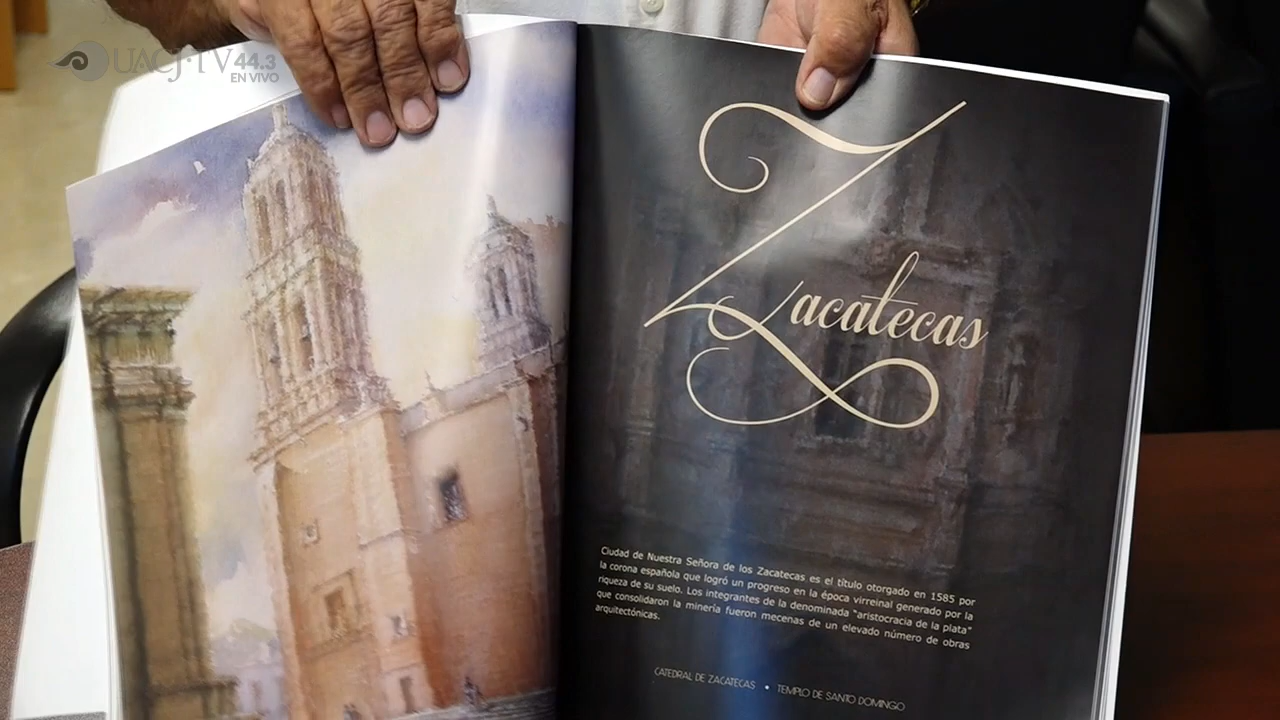 UACJ-TV 44.3
EN VIVO
Zacatecas
Ciudad de Nuestra Señora de los Zacatecas es el título otorgado en 1585 por
la corona española que logró un progreso en la época virreinal generado por la
riqueza de su suelo. Los integrantes de la denominada "aristocracia de la plata"
que consolidaron la minería fueron mecenas de un elevado número de obras
arquitectónicas.
CATEDRAL DE ZACATECAS • TEMPLO DE SANTO DOMINGO